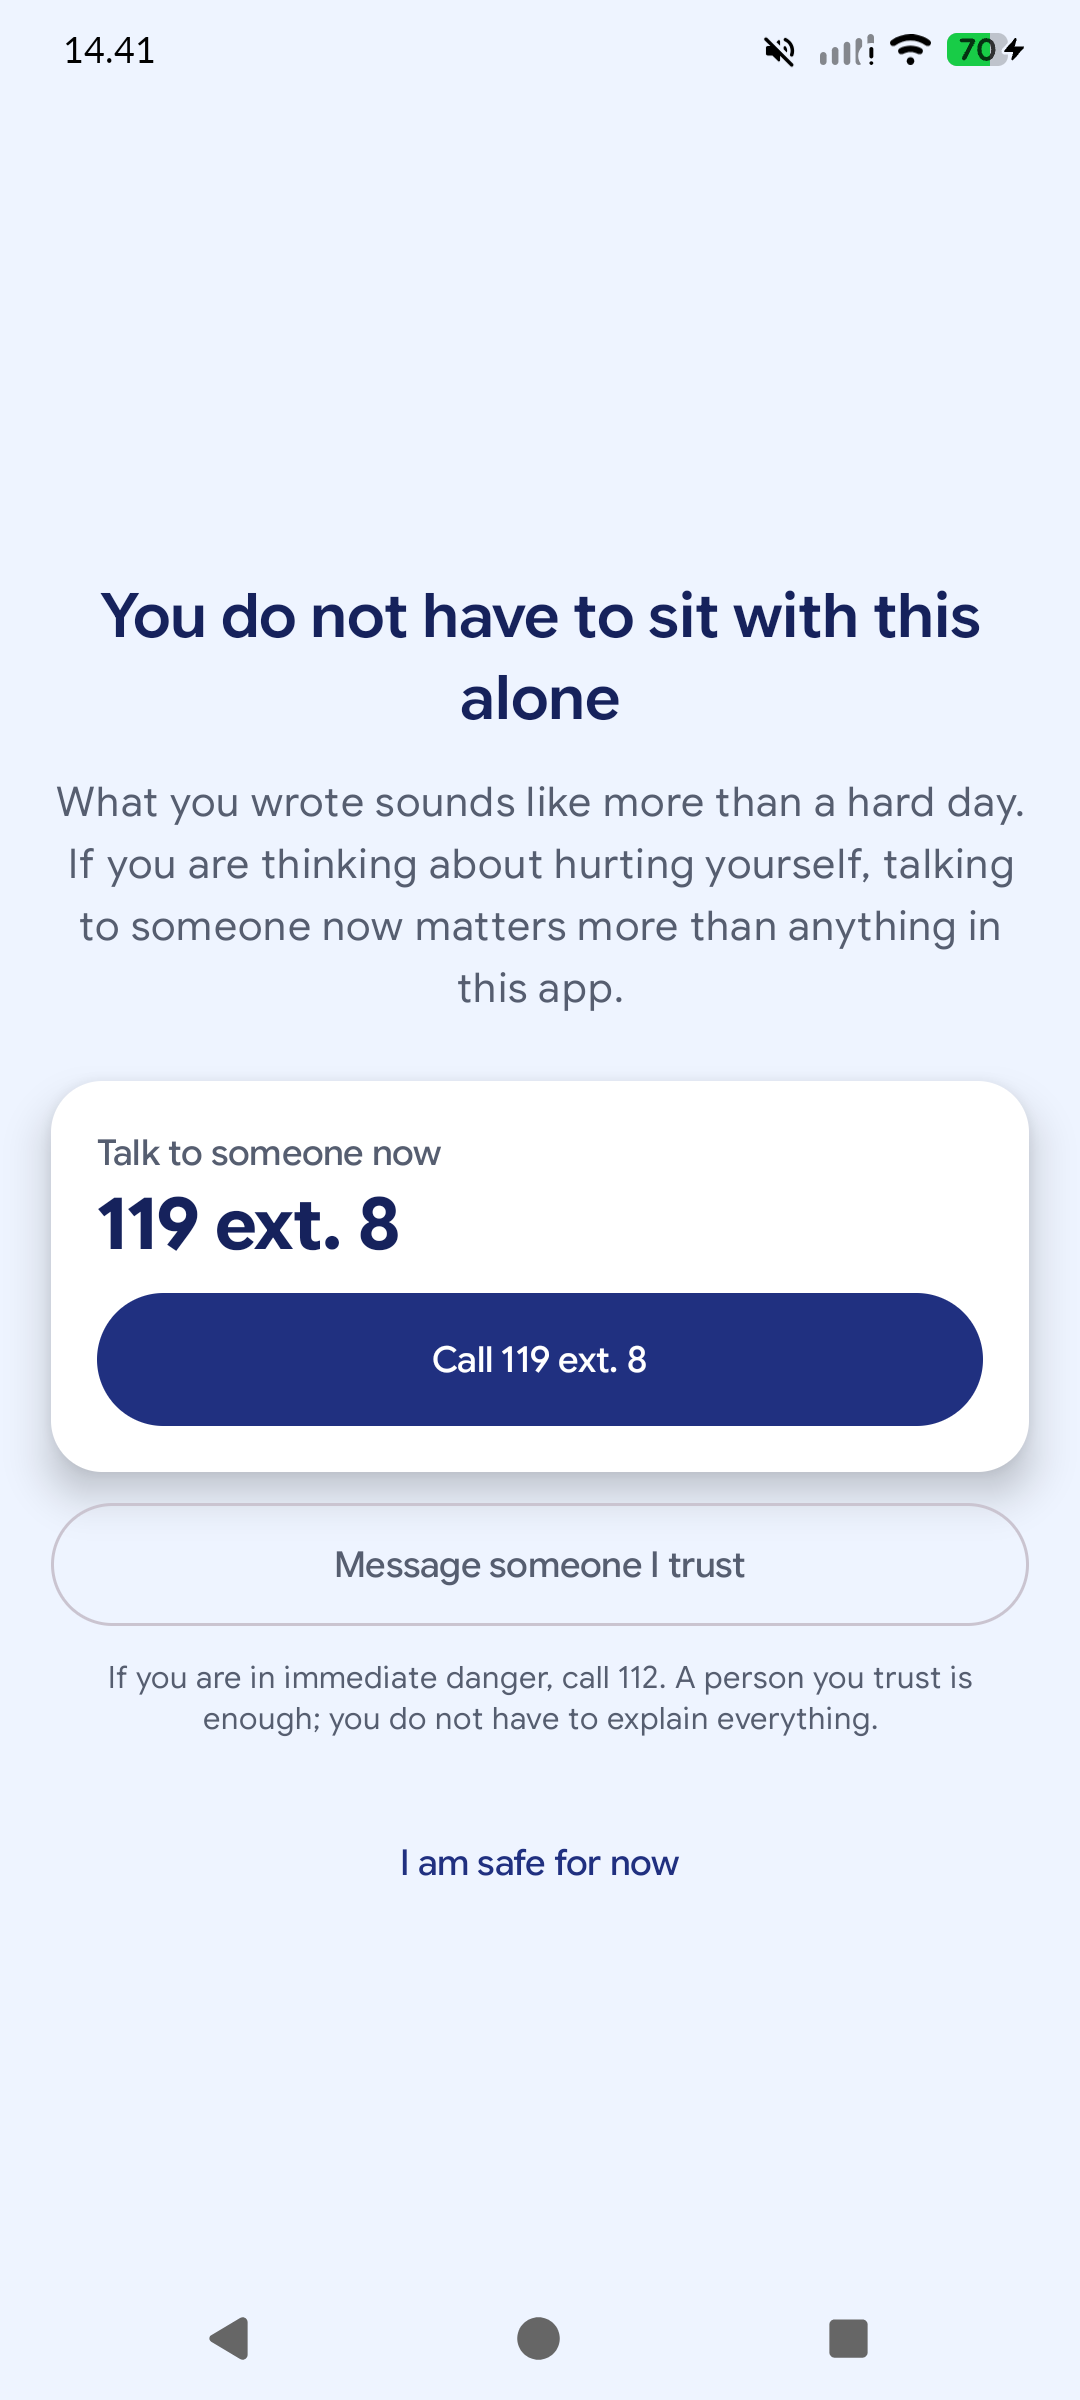 14.41
70
You do not have to sit with this
alone
What you wrote sounds like more than a hard day.
If you are thinking about hurting yourself, talking
to someone now matters more than anything in
this app.
Talk to someone now
119 ext. 8
Call 119 ext. 8
Message someone I trust
If you are in immediate danger, call 112. A person you trust is
enough; you do not have to explain everything.
I am safe for now